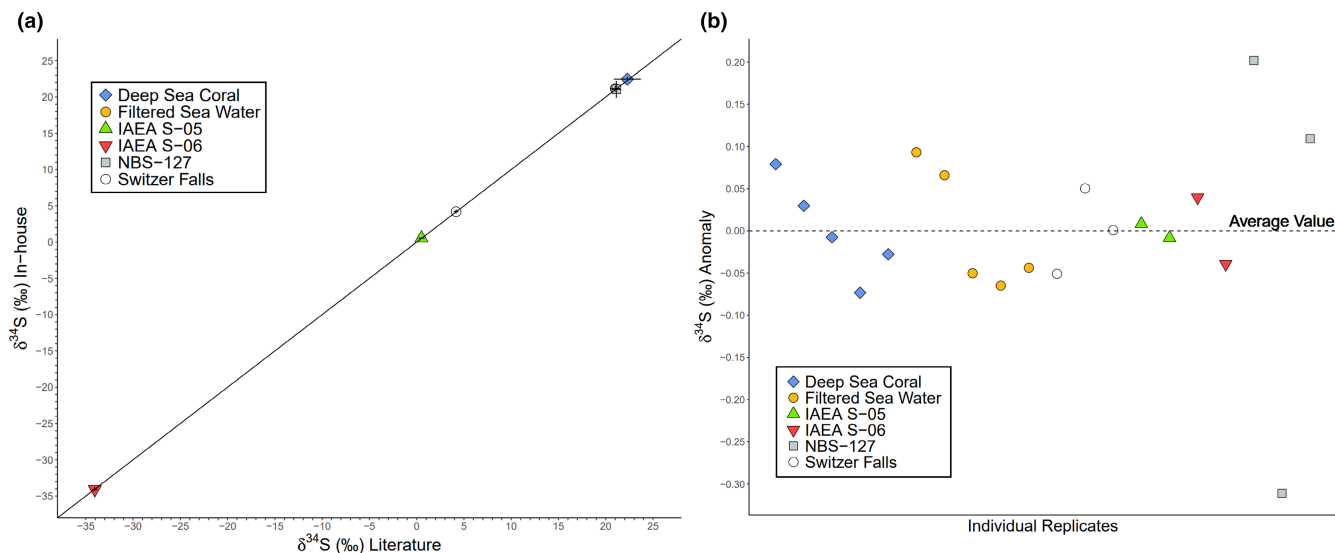 (a)
25
20
15
10
5
0
−5
−10
−15
−20
−25
−30
−35
δ³⁴S (‰) In−house
Deep Sea Coral
Filtered Sea Water
IAEA S−05
IAEA S−06
NBS−127
Switzer Falls
−35 −30 −25 −20 −15 −10 −5 0 5 10 15 20 25
δ³⁴S (‰) Literature
(b)
0.20
0.15
0.10
0.05
0.00
−0.05
−0.10
−0.15
−0.20
−0.25
−0.30
δ³⁴S (‰) Anomaly
Average Value
Deep Sea Coral
Filtered Sea Water
IAEA S−05
IAEA S−06
NBS−127
Switzer Falls
Individual Replicates